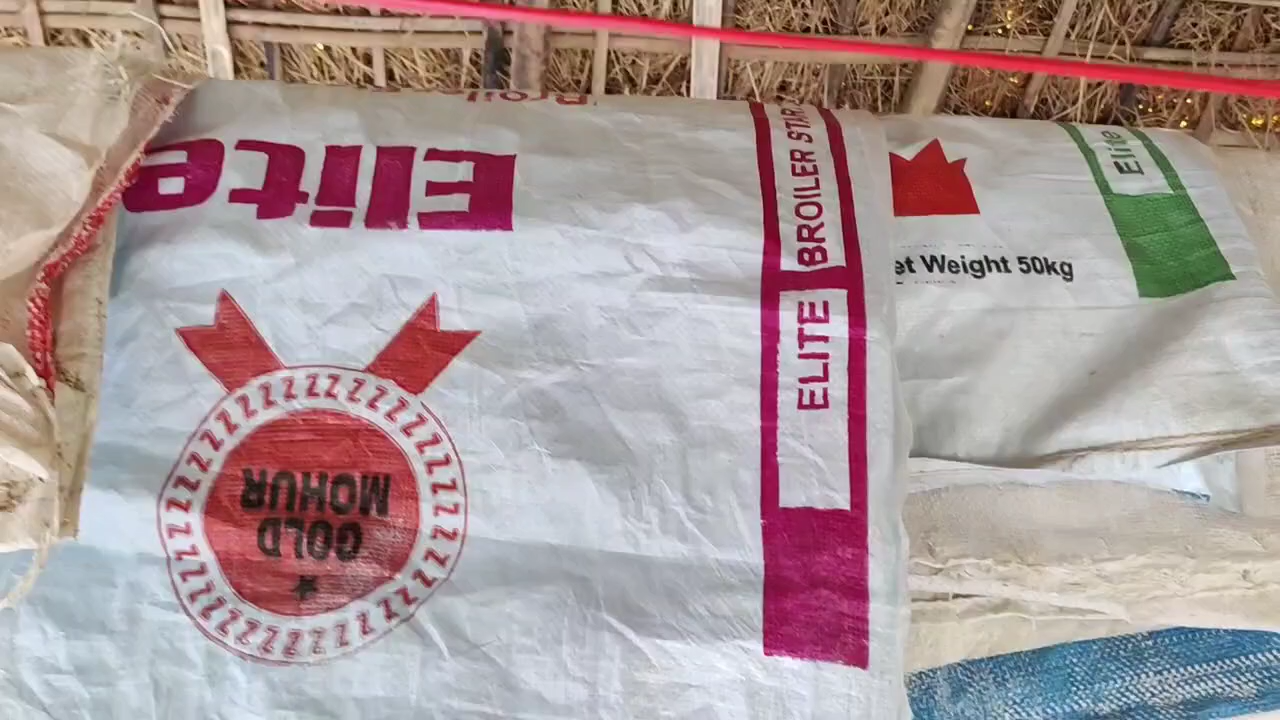 Elite
GOLD
MOHUR
ELITE BROILER STAR
Elite
et Weight 50kg